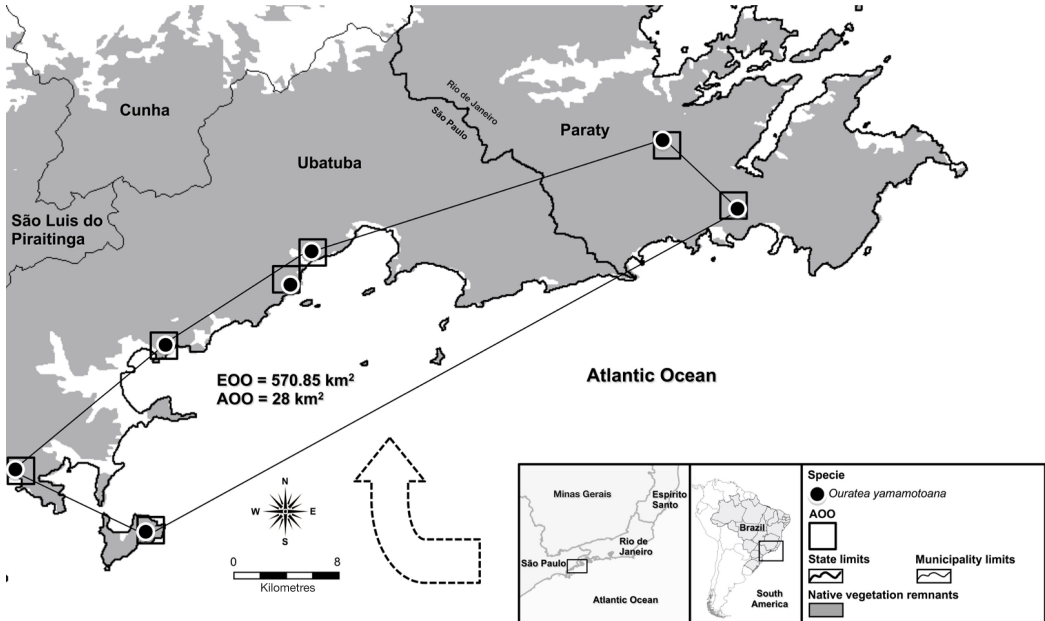 Cunha
Rio de Janeiro
São Paulo
Paraty
Ubatuba
São Luis do
Piraitinga
EOO = 570.85 km²
AOO = 28 km²
Atlantic Ocean
N
W E
S
0 8
Kilometres
Minas Gerais
Espírito
Santo
Rio de
Janeiro
São Paulo
Atlantic Ocean
Brazil
South
America
Specie
Ouratea yamamotoana
AOO
State limits
Municipality limits
Native vegetation remnants